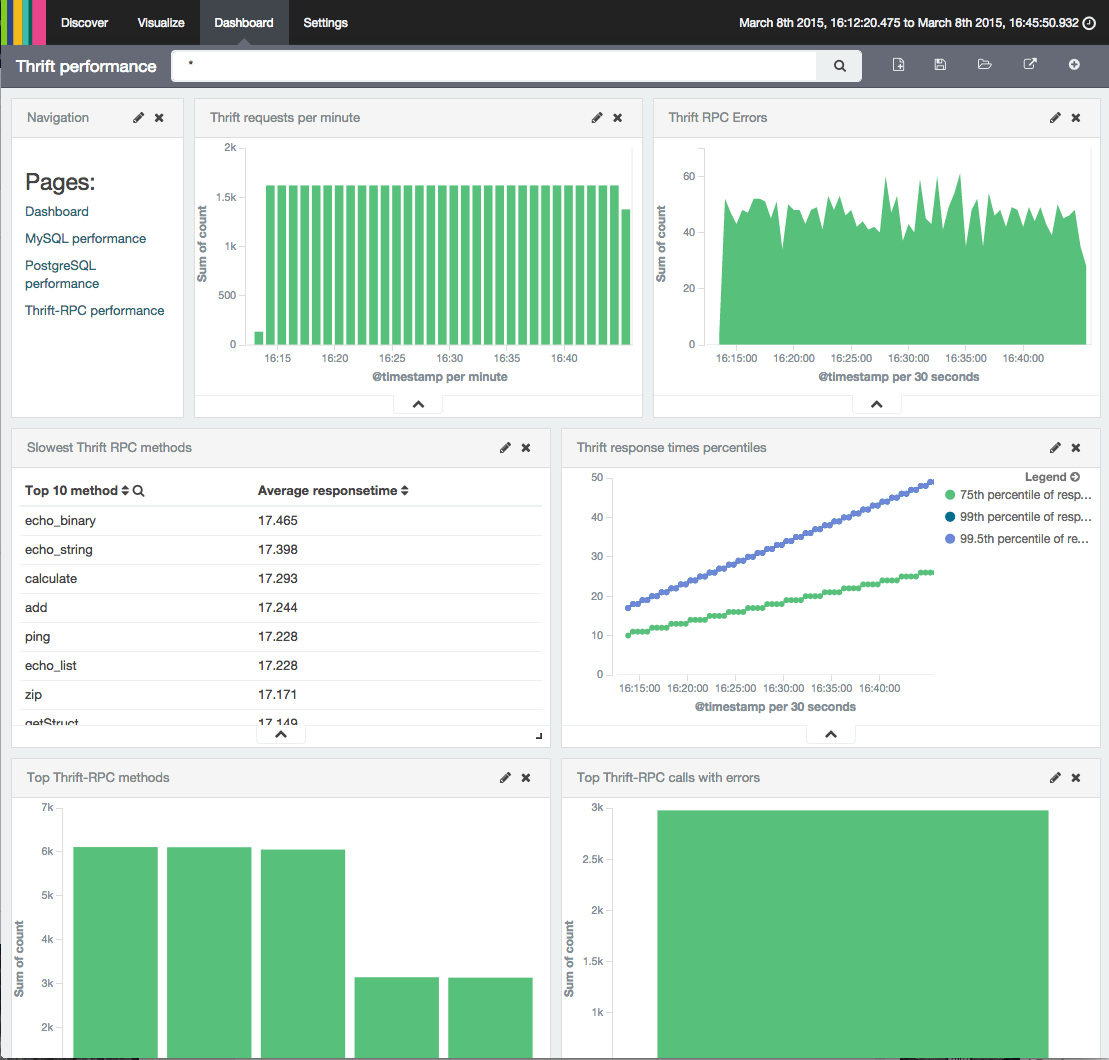 Discover Visualize Dashboard Settings March 8th 2015, 16:12:20.475 to March 8th 2015, 16:45:50.932
Thrift performance *
Navigation
Pages:
Dashboard
MySQL performance
PostgreSQL
performance
Thrift-RPC performance
Thrift requests per minute
Sum of count
2k
1.5k
1k
500
0
16:15 16:20 16:25 16:30 16:35 16:40
@timestamp per minute
Thrift RPC Errors
Sum of count
60
40
20
0
16:15:00 16:20:00 16:25:00 16:30:00 16:35:00 16:40:00
@timestamp per 30 seconds
Slowest Thrift RPC methods
Top 10 method Average responsetime
echo_binary 17.465
echo_string 17.398
calculate 17.293
add 17.244
ping 17.228
echo_list 17.228
zip 17.171
getStruct 17.149
Thrift response times percentiles
50
40
30
20
10
0
16:15:00 16:20:00 16:25:00 16:30:00 16:35:00 16:40:00
@timestamp per 30 seconds
Legend
75th percentile of resp...
99th percentile of resp...
99.5th percentile of re...
Top Thrift-RPC methods
Sum of count
7k
6k
5k
4k
3k
2k
Top Thrift-RPC calls with errors
Sum of count
3k
2.5k
2k
1.5k
1k